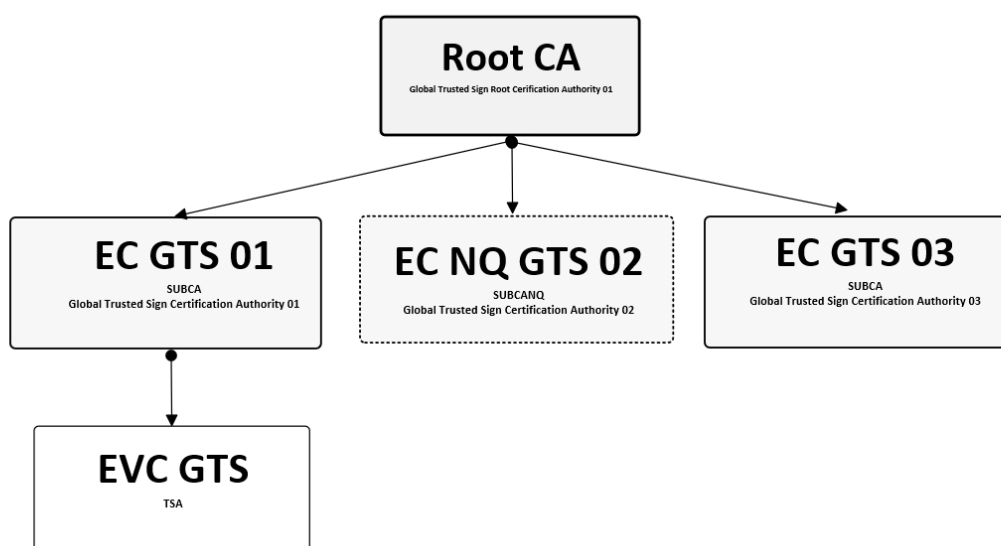 Root CA
Global Trusted Sign Root Cerification Authority 01
EC GTS 01
SUBCA
Global Trusted Sign Certification Authority 01
EC NQ GTS 02
SUBCANQ
Global Trusted Sign Certification Authority 02
EC GTS 03
SUBCA
Global Trusted Sign Certification Authority 03
EVC GTS
TSA